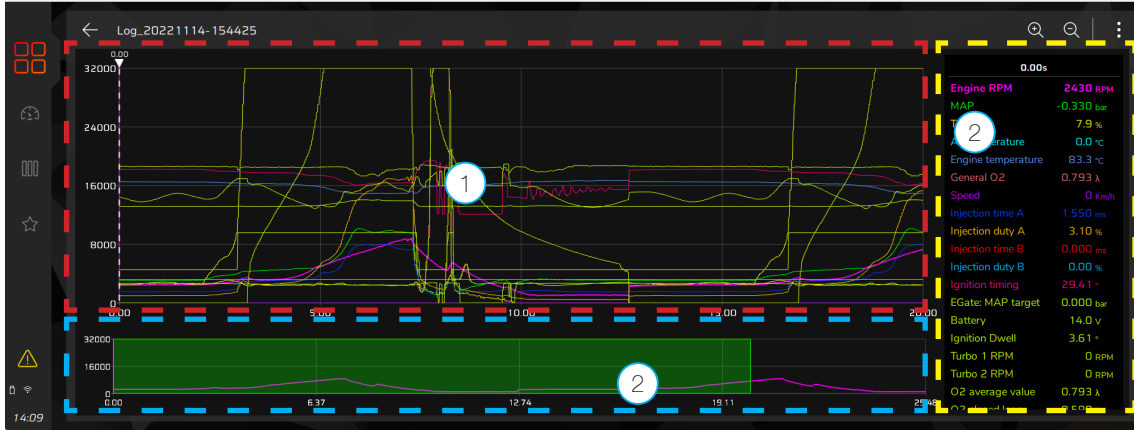 Log_20221114-154425
0.00
32000
24000
16000
8000
0
0.00 5.00 10.00 15.00 20.00
1
32000
16000
0
0.00 6.37 12.74 19.11
2
0.00s
Engine RPM 2430 RPM
MAP -0.330 bar
7.9 %
2
0.0 °C
Engine temperature 83.3 °C
General O2 0.793 λ
Speed 0 Km/h
Injection time A 1.550 ms
Injection duty A 3.10 %
Injection time B 0.000 ms
Injection duty B 0.00 %
Ignition timing 29.41 °
EGate: MAP target 0.000 bar
Battery 14.0 V
Ignition Dwell 3.61 °
Turbo 1 RPM 0 RPM
Turbo 2 RPM 0 RPM
O2 average value 0.793 λ
14:09